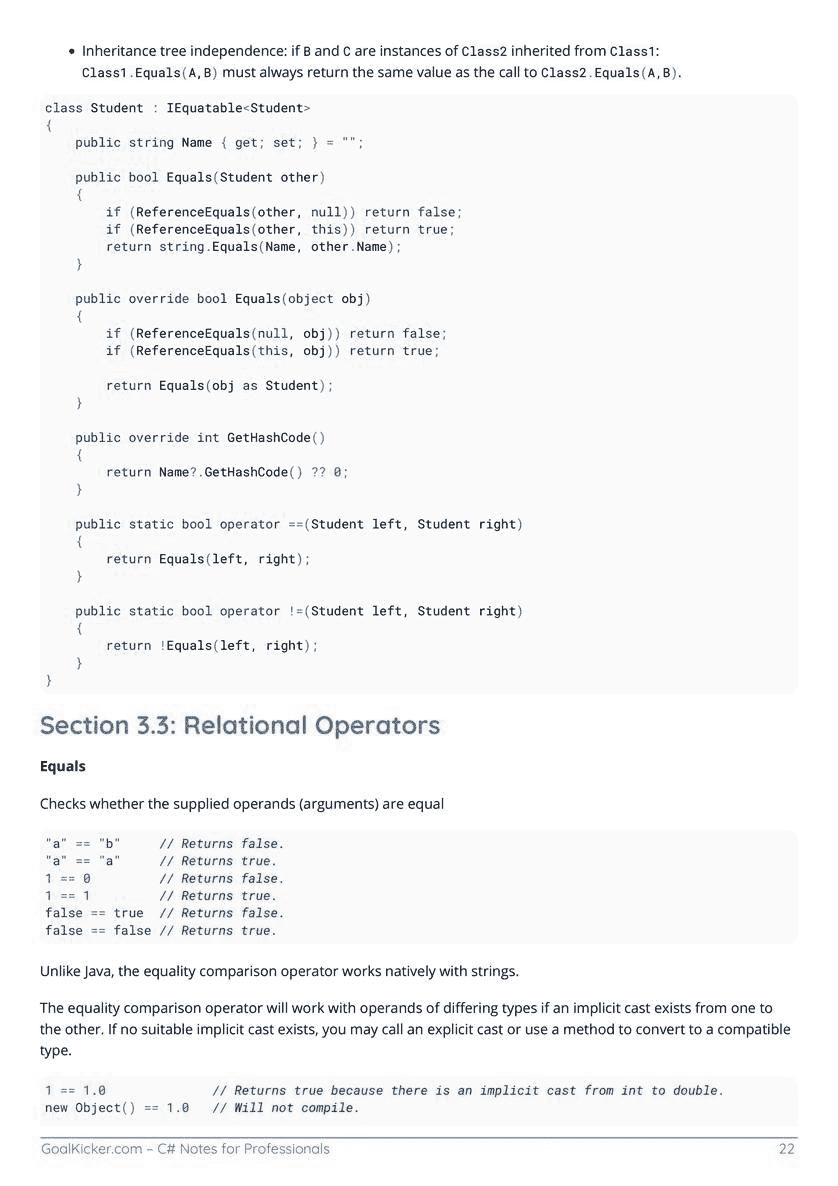 • Inheritance tree independence: if B and C are instances of Class2 inherited from Class1:
Class1.Equals(A,B) must always return the same value as the call to Class2.Equals(A,B).
class Student : IEquatable<Student>
{
    public string Name { get; set; } = "";

    public bool Equals(Student other)
    {
        if (ReferenceEquals(other, null)) return false;
        if (ReferenceEquals(other, this)) return true;
        return string.Equals(Name, other.Name);
    }

    public override bool Equals(object obj)
    {
        if (ReferenceEquals(null, obj)) return false;
        if (ReferenceEquals(this, obj)) return true;

        return Equals(obj as Student);
    }

    public override int GetHashCode()
    {
        return Name?.GetHashCode() ?? 0;
    }

    public static bool operator ==(Student left, Student right)
    {
        return Equals(left, right);
    }

    public static bool operator !=(Student left, Student right)
    {
        return !Equals(left, right);
    }
}
Section 3.3: Relational Operators
Equals
Checks whether the supplied operands (arguments) are equal
"a" == "b"     // Returns false.
"a" == "a"     // Returns true.
1 == 0         // Returns false.
1 == 1         // Returns true.
false == true  // Returns false.
false == false // Returns true.
Unlike Java, the equality comparison operator works natively with strings.
The equality comparison operator will work with operands of differing types if an implicit cast exists from one to
the other. If no suitable implicit cast exists, you may call an explicit cast or use a method to convert to a compatible
type.
1 == 1.0              // Returns true because there is an implicit cast from int to double.
new Object() == 1.0   // Will not compile.
GoalKicker.com – C# Notes for Professionals 22